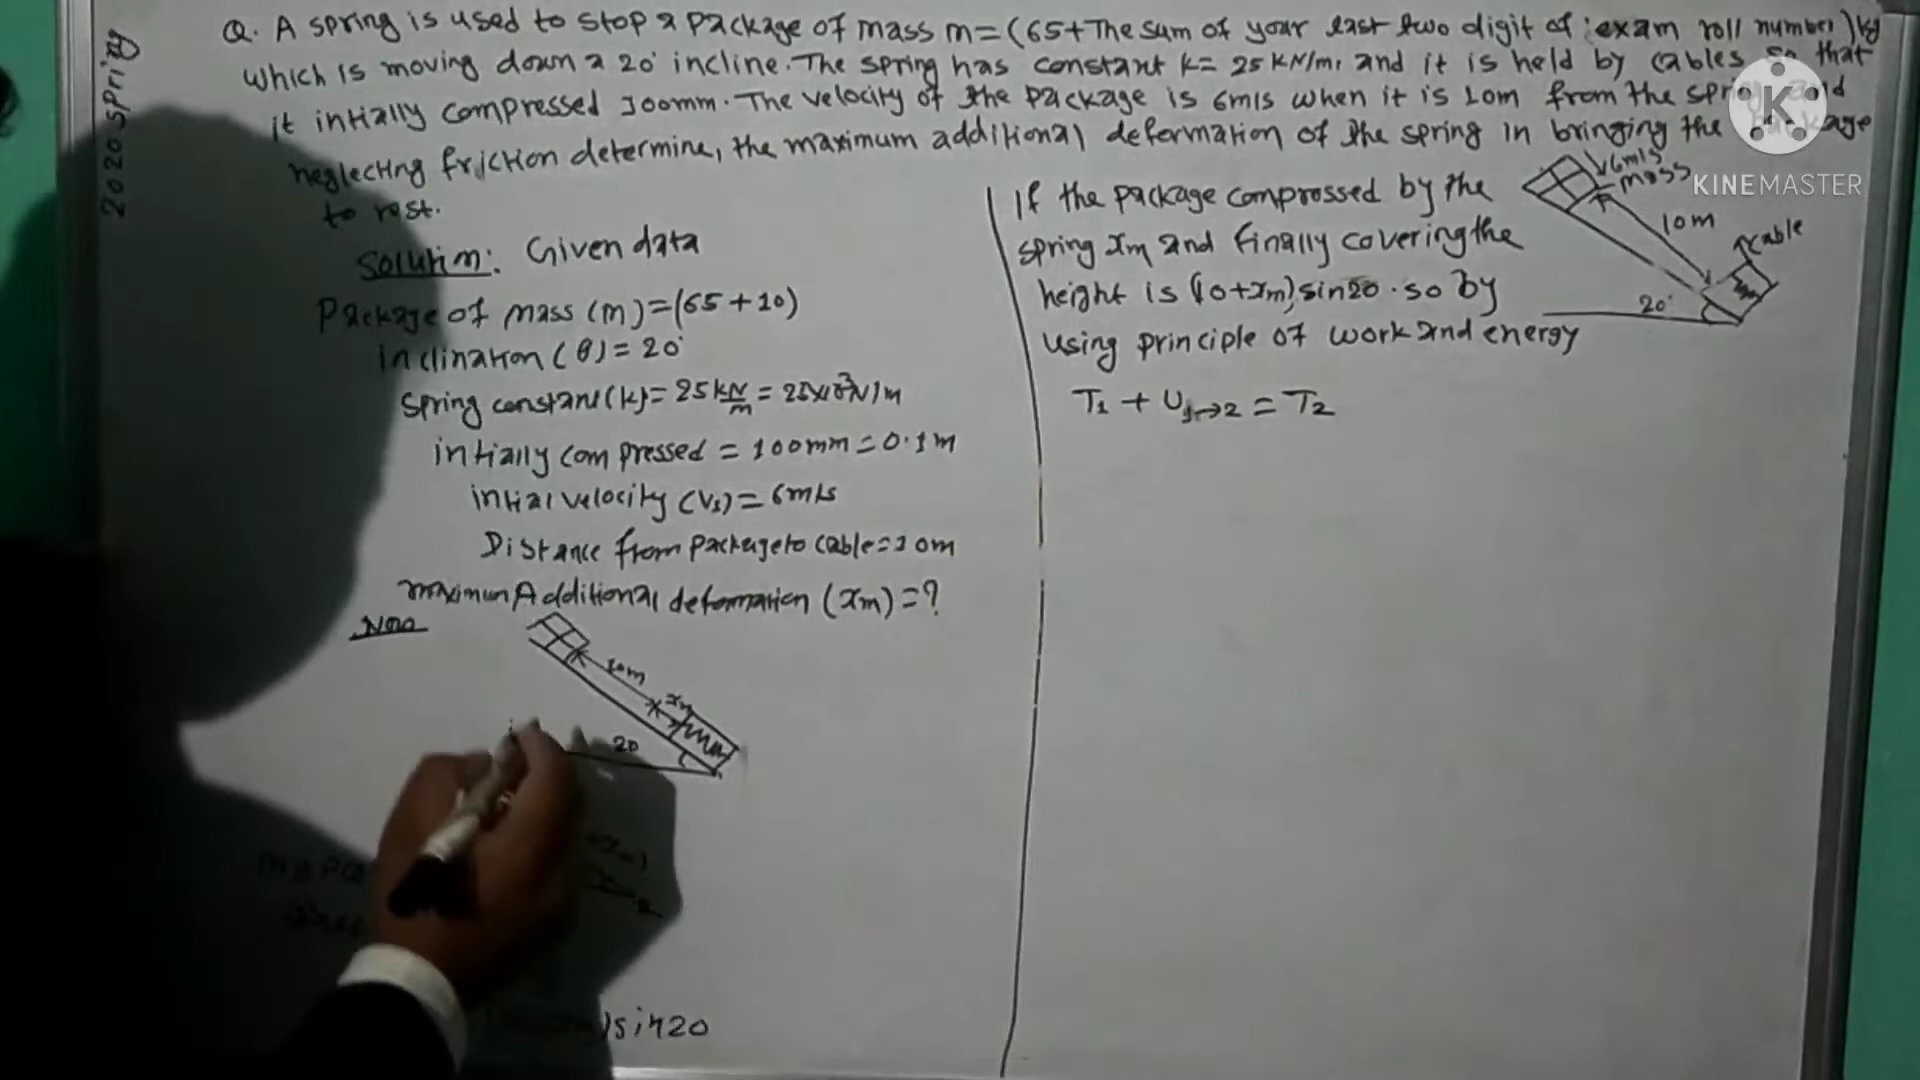 2020 spring
Q. A spring is used to stop a package of mass m=(65+The sum of your last two digit of exam roll number) kg
which is moving down a 20° incline. The spring has constant k= 25 KN/m, and it is held by cables so that
it intially compressed 100mm. The velocity of the package is 6m/s when it is 10m from the spring and
neglecting friction determine, the maximum additional deformation of the spring in bringing the package
to rest.
Solution: Given data
Package of mass (m)=(65+10)
inclination (θ)= 20°
Spring constant (k)= 25 KN/m = 25x10³N/m
intially compressed = 100mm = 0.1m
intial velocity (V1)= 6m/s
Distance from package to cable=10m
maximum Additional deformation (xm)=?
Now
10m
xm
20
+xm)
)sin20
If the package compressed by the
spring xm and finally covering the
height is (10+xm)sin20. so by
using principle of work and energy
T1 + U1→2 = T2
6m/s
mass
10m
cable
20°
K
KINEMASTER